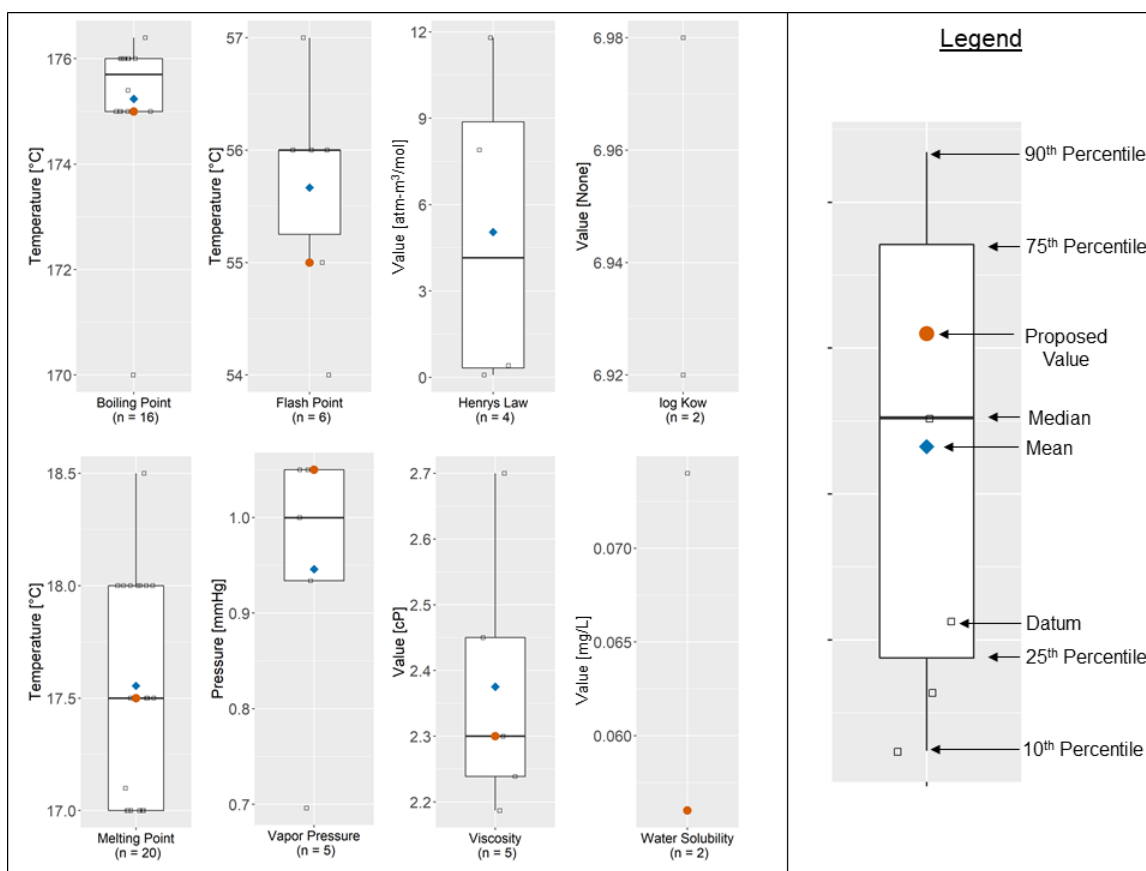 Temperature [°C]
176
174
172
170
Boiling Point
(n = 16)
Temperature [°C]
57
56
55
54
Flash Point
(n = 6)
Value [atm-m³/mol]
12
9
6
3
0
Henrys Law
(n = 4)
Value [None]
6.98
6.96
6.94
6.92
log Kow
(n = 2)
Temperature [°C]
18.5
18.0
17.5
17.0
Melting Point
(n = 20)
Pressure [mmHg]
1.0
0.9
0.8
0.7
Vapor Pressure
(n = 5)
Value [cP]
2.7
2.6
2.5
2.4
2.3
2.2
Viscosity
(n = 5)
Value [mg/L]
0.070
0.065
0.060
Water Solubility
(n = 2)
Legend
90th Percentile
75th Percentile
Proposed
Value
Median
Mean
Datum
25th Percentile
10th Percentile